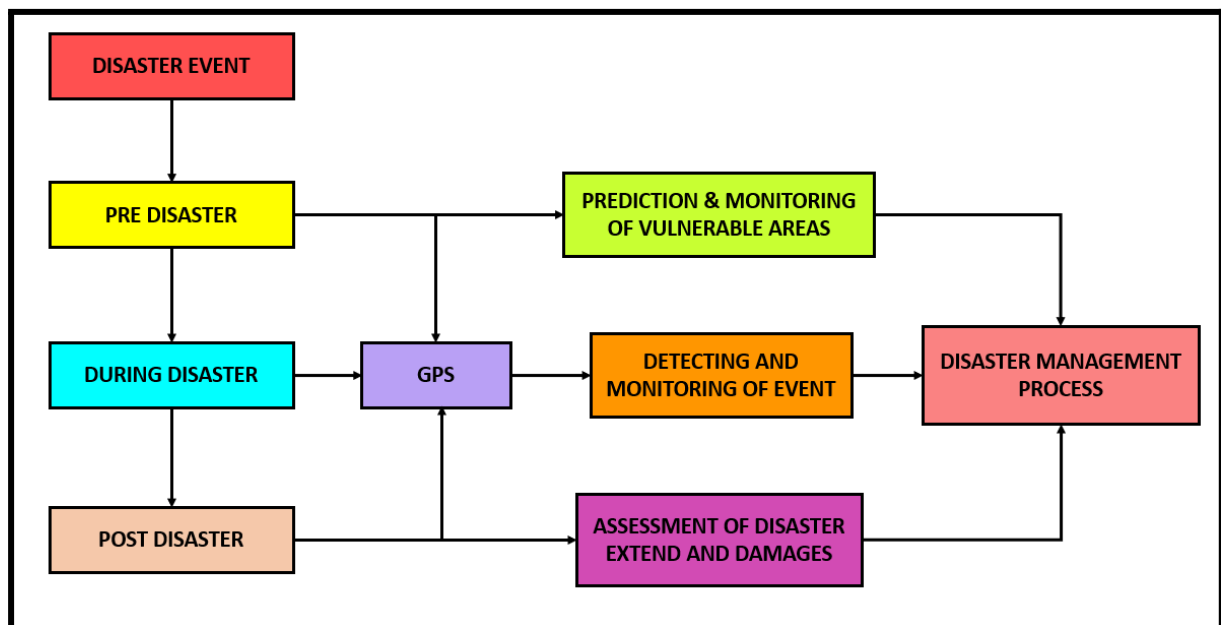 DISASTER EVENT
PRE DISASTER
PREDICTION & MONITORING
OF VULNERABLE AREAS
DURING DISASTER
GPS
DETECTING AND
MONITORING OF EVENT
DISASTER MANAGEMENT
PROCESS
POST DISASTER
ASSESSMENT OF DISASTER
EXTEND AND DAMAGES